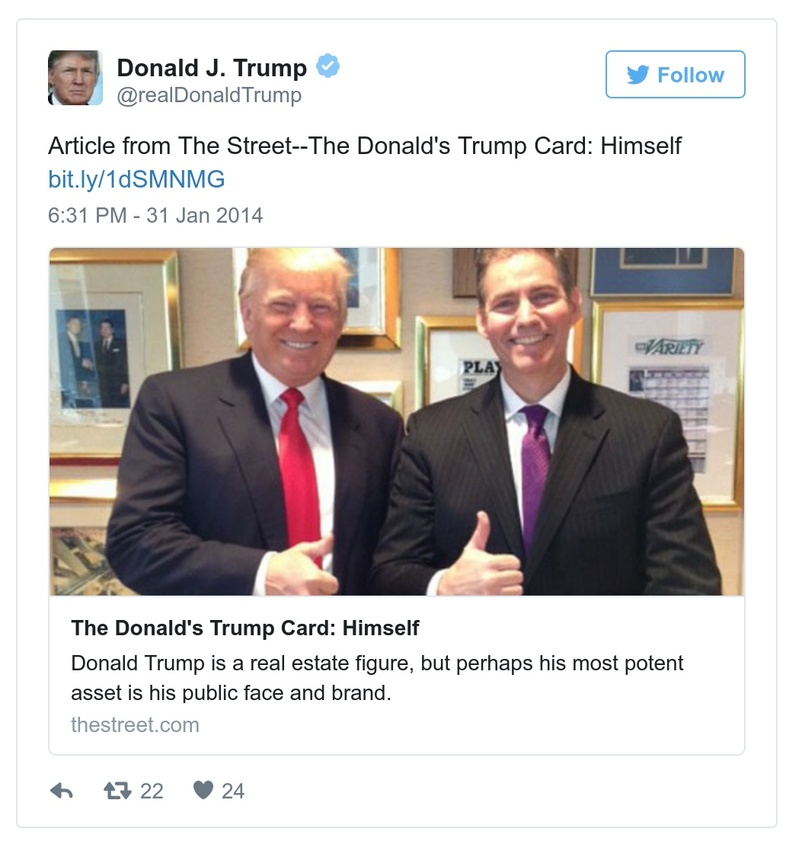 Donald J. Trump
@realDonaldTrump
Follow
Article from The Street--The Donald's Trump Card: Himself
bit.ly/1dSMNMG
6:31 PM - 31 Jan 2014
PLAY
VARIETY
The Donald's Trump Card: Himself
Donald Trump is a real estate figure, but perhaps his most potent
asset is his public face and brand.
thestreet.com
22
24